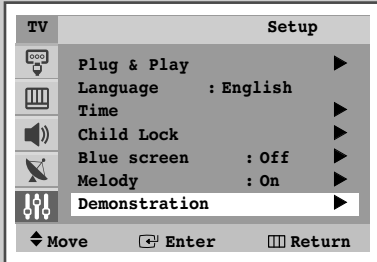 TV Setup
Plug & Play
Language : English
Time
Child Lock
Blue screen : Off
Melody : On
Demonstration
Move Enter Return